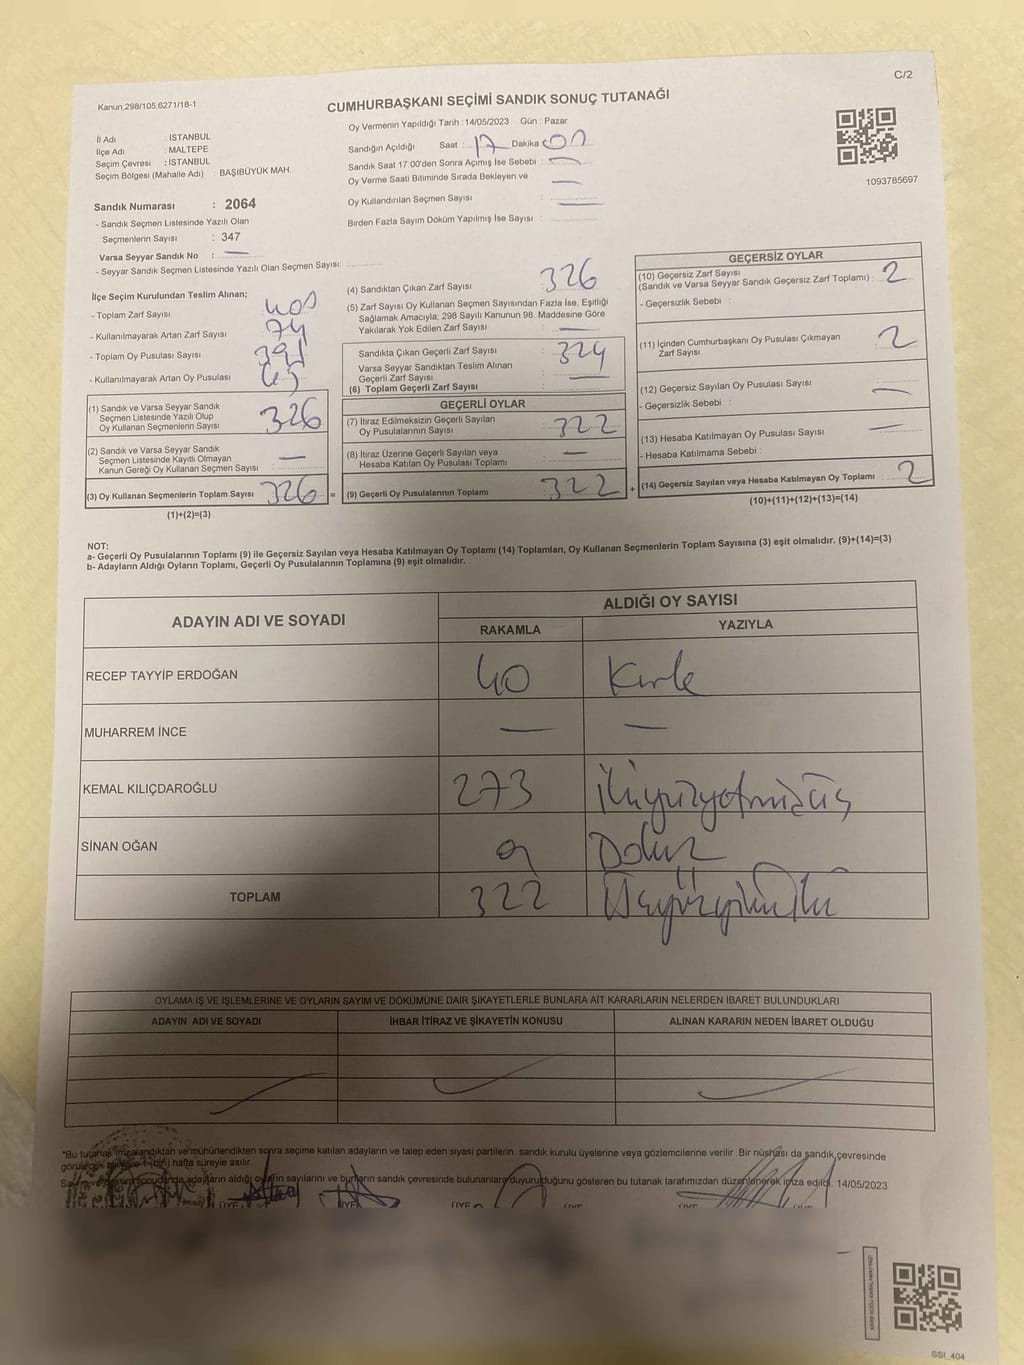 C/2
Kanun;298/105,6271/18-1
CUMHURBAŞKANI SEÇİMİ SANDIK SONUÇ TUTANAĞI
İl Adı : İSTANBUL
İlçe Adı : MALTEPE
Seçim Çevresi : İSTANBUL
Seçim Bölgesi (Mahalle Adı) : BAŞIBÜYÜK MAH.
Oy Vermenin Yapıldığı Tarih :14/05/2023 Gün : Pazar
Sandığın Açıldığı Saat : 17 Dakika 00
Sandık Saat 17:00'den Sonra Açımış İse Sebebi : —
Oy Verme Saati Bitiminde Sırada Bekleyen ve —
Oy Kullandırılan Seçmen Sayısı : —
Birden Fazla Sayım Döküm Yapılmış İse Sayısı :
1093785697
Sandık Numarası : 2064
- Sandık Seçmen Listesinde Yazılı Olan
Seçmenlerin Sayısı : 347
Varsa Seyyar Sandık No : —
- Seyyar Sandık Seçmen Listesinde Yazılı Olan Seçmen Sayısı:
İlçe Seçim Kurulundan Teslim Alınan;
- Toplam Zarf Sayısı
- Kullanılmayarak Artan Zarf Sayısı 74
- Toplam Oy Pusulası Sayısı
- Kullanılmayarak Artan Oy Pusulası
(1) Sandık ve Varsa Seyyar Sandık
Seçmen Listesinde Yazılı Olup
Oy Kullanan Seçmenlerin Sayısı 326
(2) Sandık ve Varsa Seyyar Sandık
Seçmen Listesinde Kayıtlı Olmayan
Kanun Gereği Oy Kullanan Seçmen Sayısı —
(3) Oy Kullanan Seçmenlerin Toplam Sayısı 326 =
(1)+(2)=(3)
(4) Sandıktan Çıkan Zarf Sayısı 326
(5) Zarf Sayısı Oy Kullanan Seçmen Sayısından Fazla İse, Eşitliği
Sağlamak Amacıyla; 298 Sayılı Kanunun 98. Maddesine Göre
Yakılarak Yok Edilen Zarf Sayısı —
Sandıkta Çıkan Geçerli Zarf Sayısı : 324
Varsa Seyyar Sandıktan Teslim Alınan
Geçerli Zarf Sayısı : —
(6) Toplam Geçerli Zarf Sayısı
GEÇERLİ OYLAR
(7) İtiraz Edilmeksizin Geçerli Sayılan
Oy Pusulalarının Sayısı 322
(8) İtiraz Üzerine Geçerli Sayılan veya
Hesaba Katılan Oy Pusulası Toplamı —
(9) Geçerli Oy Pusulalarının Toplamı 322 +
GEÇERSİZ OYLAR
(10) Geçersiz Zarf Sayısı
(Sandık ve Varsa Seyyar Sandık Geçersiz Zarf Toplamı) : 2
- Geçersizlik Sebebi :
(11) İçinden Cumhurbaşkanı Oy Pusulası Çıkmayan
Zarf Sayısı 2
(12) Geçersiz Sayılan Oy Pusulası Sayısı —
- Geçersizlik Sebebi :
(13) Hesaba Katılmayan Oy Pusulası Sayısı —
- Hesaba Katılmama Sebebi :
(14) Geçersiz Sayılan veya Hesaba Katılmayan Oy Toplamı : 2
(10)+(11)+(12)+(13)=(14)
NOT:
a- Geçerli Oy Pusulalarının Toplamı (9) ile Geçersiz Sayılan veya Hesaba Katılmayan Oy Toplamı (14) Toplamları, Oy Kullanan Seçmenlerin Toplam Sayısına (3) eşit olmalıdır. (9)+(14)=(3)
b- Adayların Aldığı Oyların Toplamı, Geçerli Oy Pusulalarının Toplamına (9) eşit olmalıdır.
ADAYIN ADI VE SOYADI
ALDIĞI OY SAYISI
RAKAMLA YAZIYLA
RECEP TAYYİP ERDOĞAN 40 Kırk
MUHARREM İNCE — —
KEMAL KILIÇDAROĞLU 273 İkiyüzyetmişüç
SİNAN OĞAN 9 Dokuz
TOPLAM 322 Üçyüzyirmiiki
OYLAMA İŞ VE İŞLEMLERİNE VE OYLARIN SAYIM VE DÖKÜMÜNE DAİR ŞİKAYETLERLE BUNLARA AİT KARARLARIN NELERDEN İBARET BULUNDUKLARI
ADAYIN ADI VE SOYADI İHBAR İTİRAZ VE ŞİKAYETİN KONUSU ALINAN KARARIN NEDEN İBARET OLDUĞU
*Bu tutanak imzalandıktan ve mühürlendikten sonra seçime katılan adayların ve talep eden siyasi partilerin sandık kurulu üyelerine veya gözlemcilerine verilir. Bir nüshası da sandık çevresinde
hafta süreyle asılır.
adayların aldığı oyların sayılarını ve bunların sandık çevresinde bulunanlara duyurulduğunu gösteren bu tutanak tarafımızdan düzenlenerek imza edildi. 14/05/2023
ÜYE ÜYE ÜYE ÜYE ÜYE
SSI_404